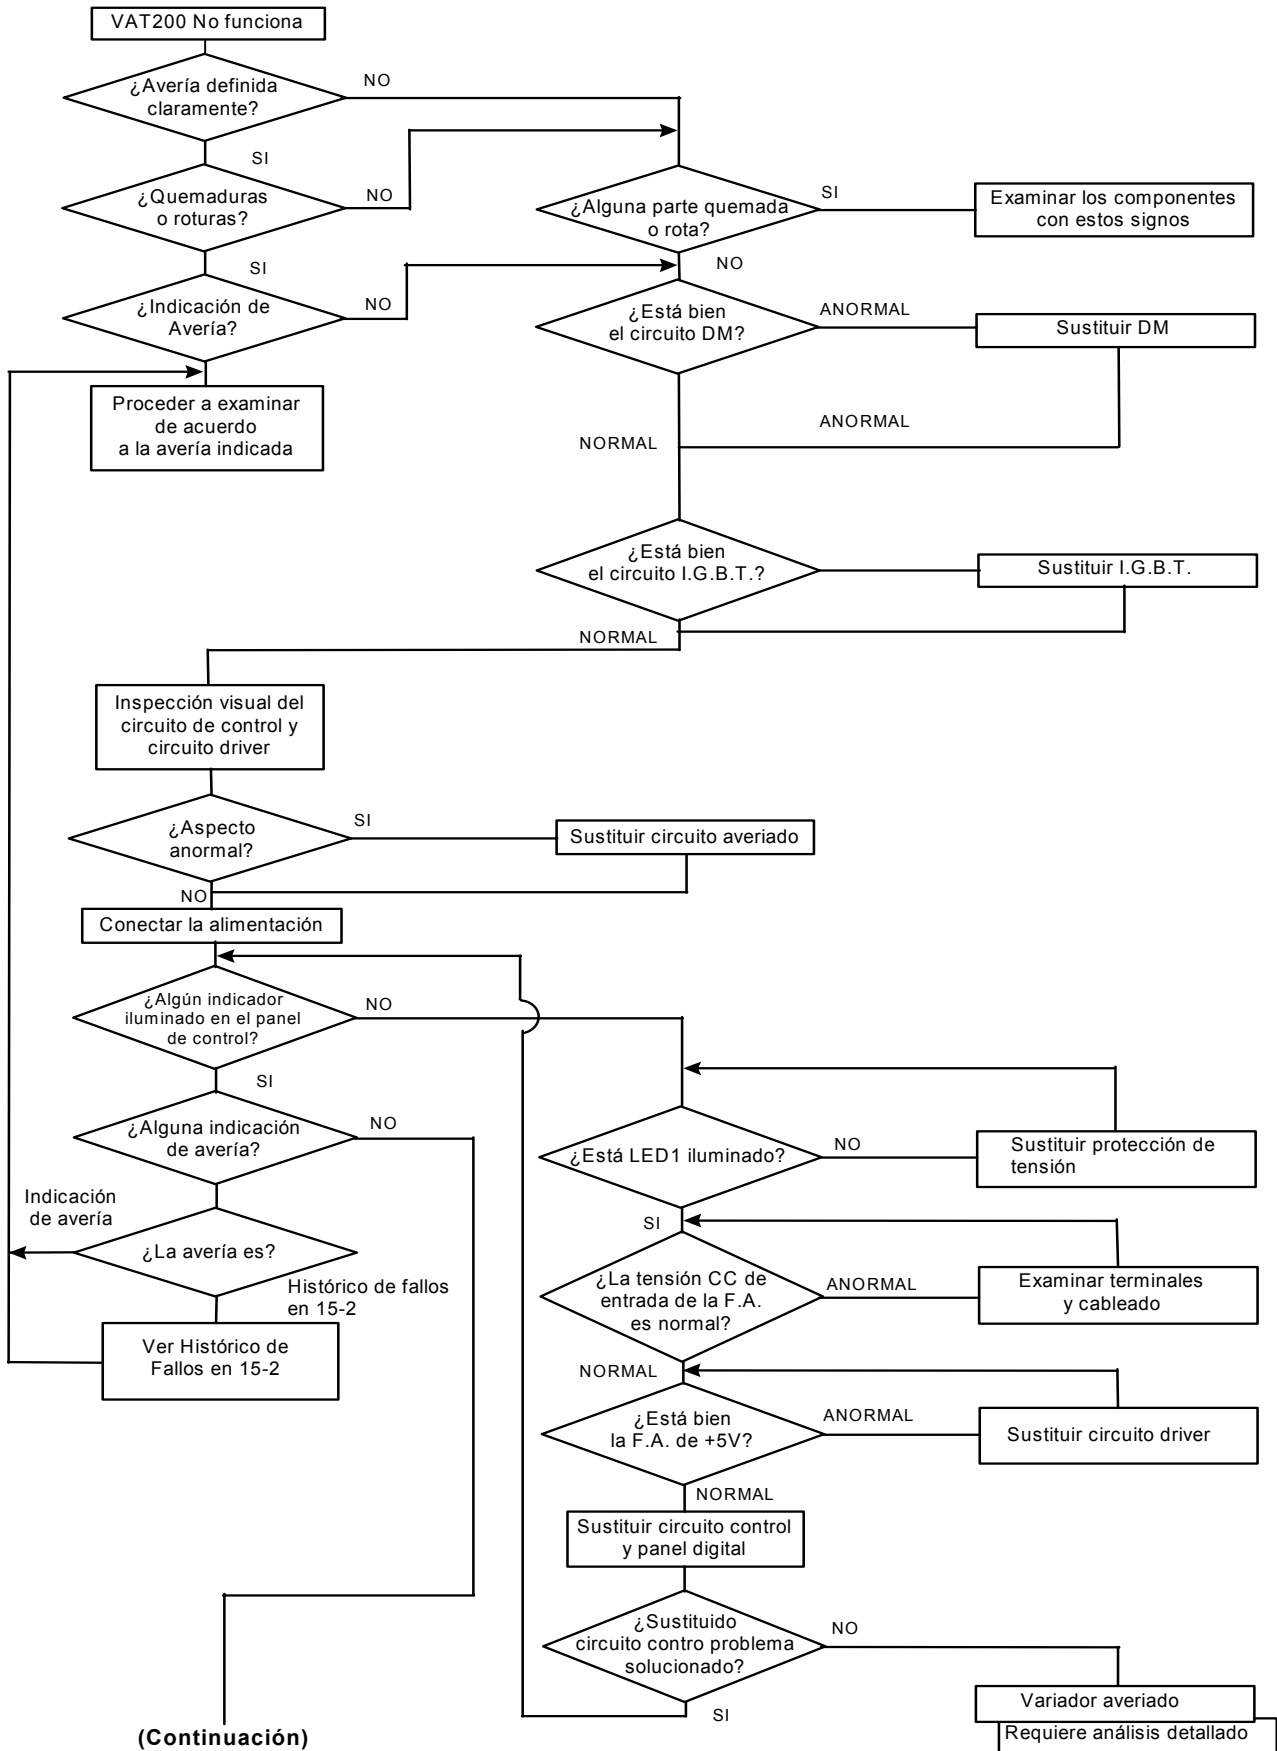 VAT200 No funciona
¿Avería definida
claramente?
NO
SI
¿Quemaduras
o roturas?
NO
¿Alguna parte quemada
o rota?
SI
Examinar los componentes
con estos signos
SI
NO
¿Indicación de
Avería?
NO
¿Está bien
el circuito DM?
ANORMAL
Sustituir DM
Proceder a examinar
de acuerdo
a la avería indicada
NORMAL
ANORMAL
¿Está bien
el circuito I.G.B.T.?
Sustituir I.G.B.T.
NORMAL
Inspección visual del
circuito de control y
circuito driver
¿Aspecto
anormal?
SI
Sustituir circuito averiado
NO
Conectar la alimentación
¿Algún indicador
iluminado en el panel
de control?
NO
SI
¿Alguna indicación
de avería?
NO
¿Está LED1 iluminado?
NO
Sustituir protección de
tensión
Indicación
de avería
SI
¿La avería es?
Histórico de fallos
en 15-2
¿La tensión CC de
entrada de la F.A.
es normal?
ANORMAL
Examinar terminales
y cableado
Ver Histórico de
Fallos en 15-2
NORMAL
¿Está bien
la F.A. de +5V?
ANORMAL
Sustituir circuito driver
NORMAL
Sustituir circuito control
y panel digital
¿Sustituido
circuito contro problema
solucionado?
NO
SI
Variador averiado
Requiere análisis detallado
(Continuación)